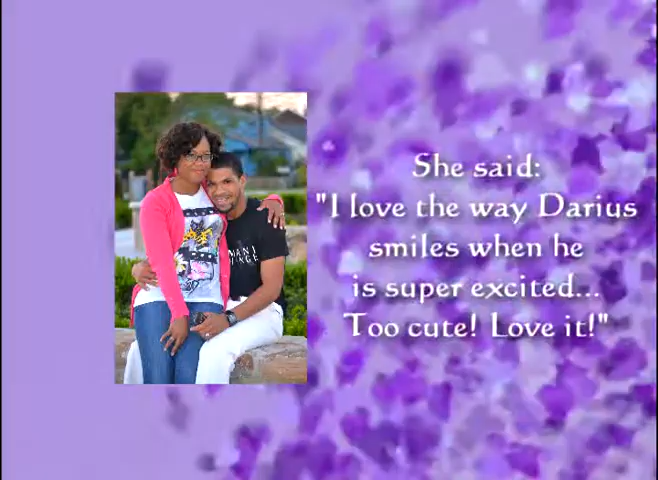 She said:
"I love the way Darius
smiles when he
is super excited...
Too cute! Love it!"